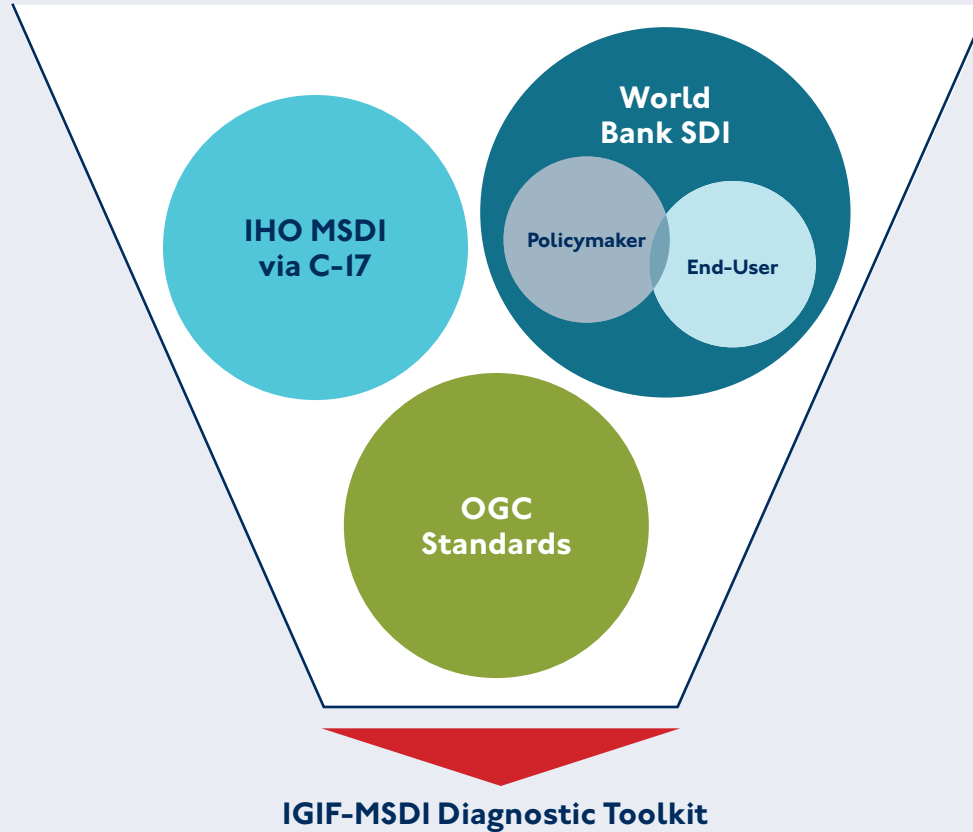 World
Bank SDI
IHO MSDI
via C-17
Policymaker
End-User
OGC
Standards
IGIF-MSDI Diagnostic Toolkit